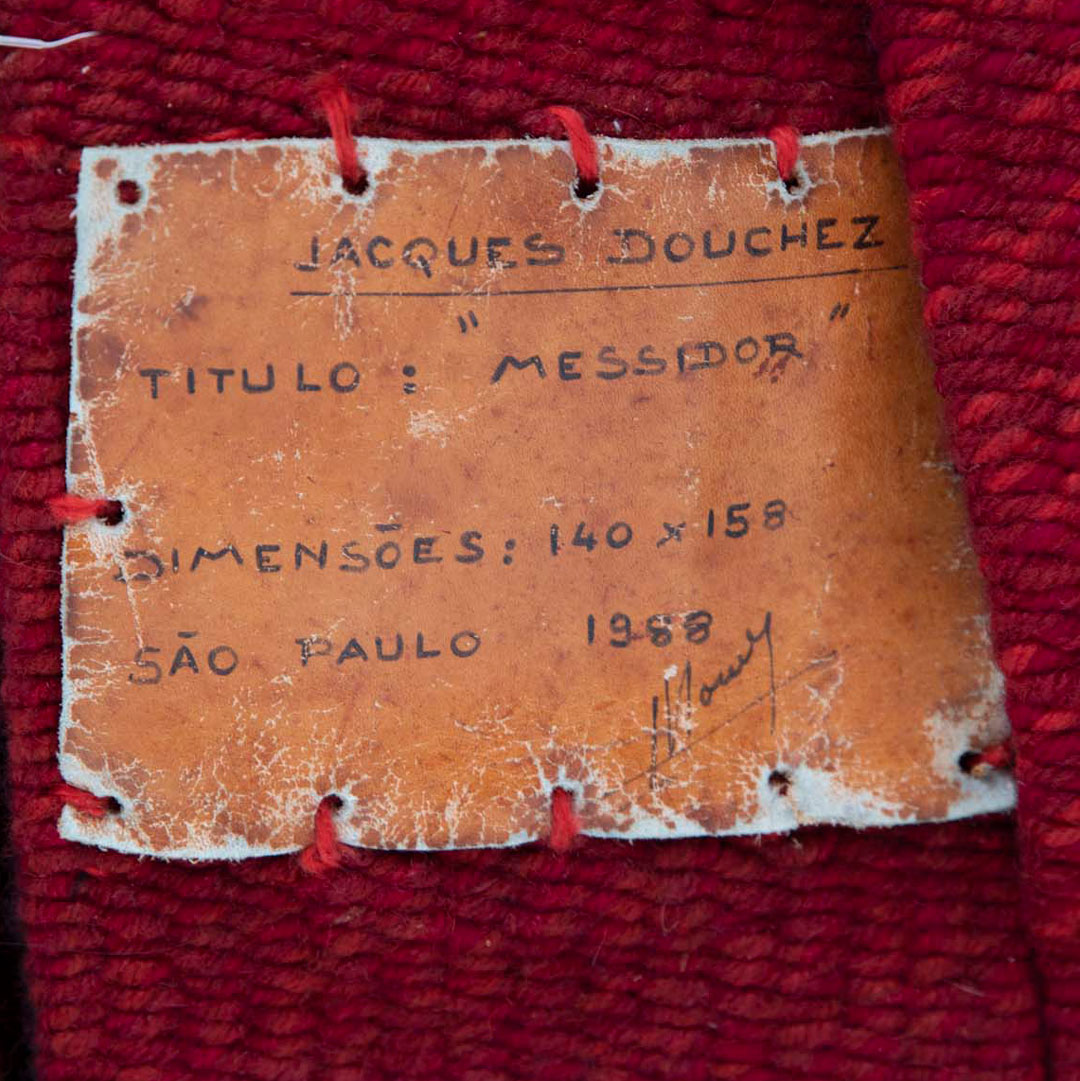 JACQUES DOUCHEZ
TITULO : "MESSIDOR"
DIMENSÕES: 140 x 158
SÃO PAULO 1988